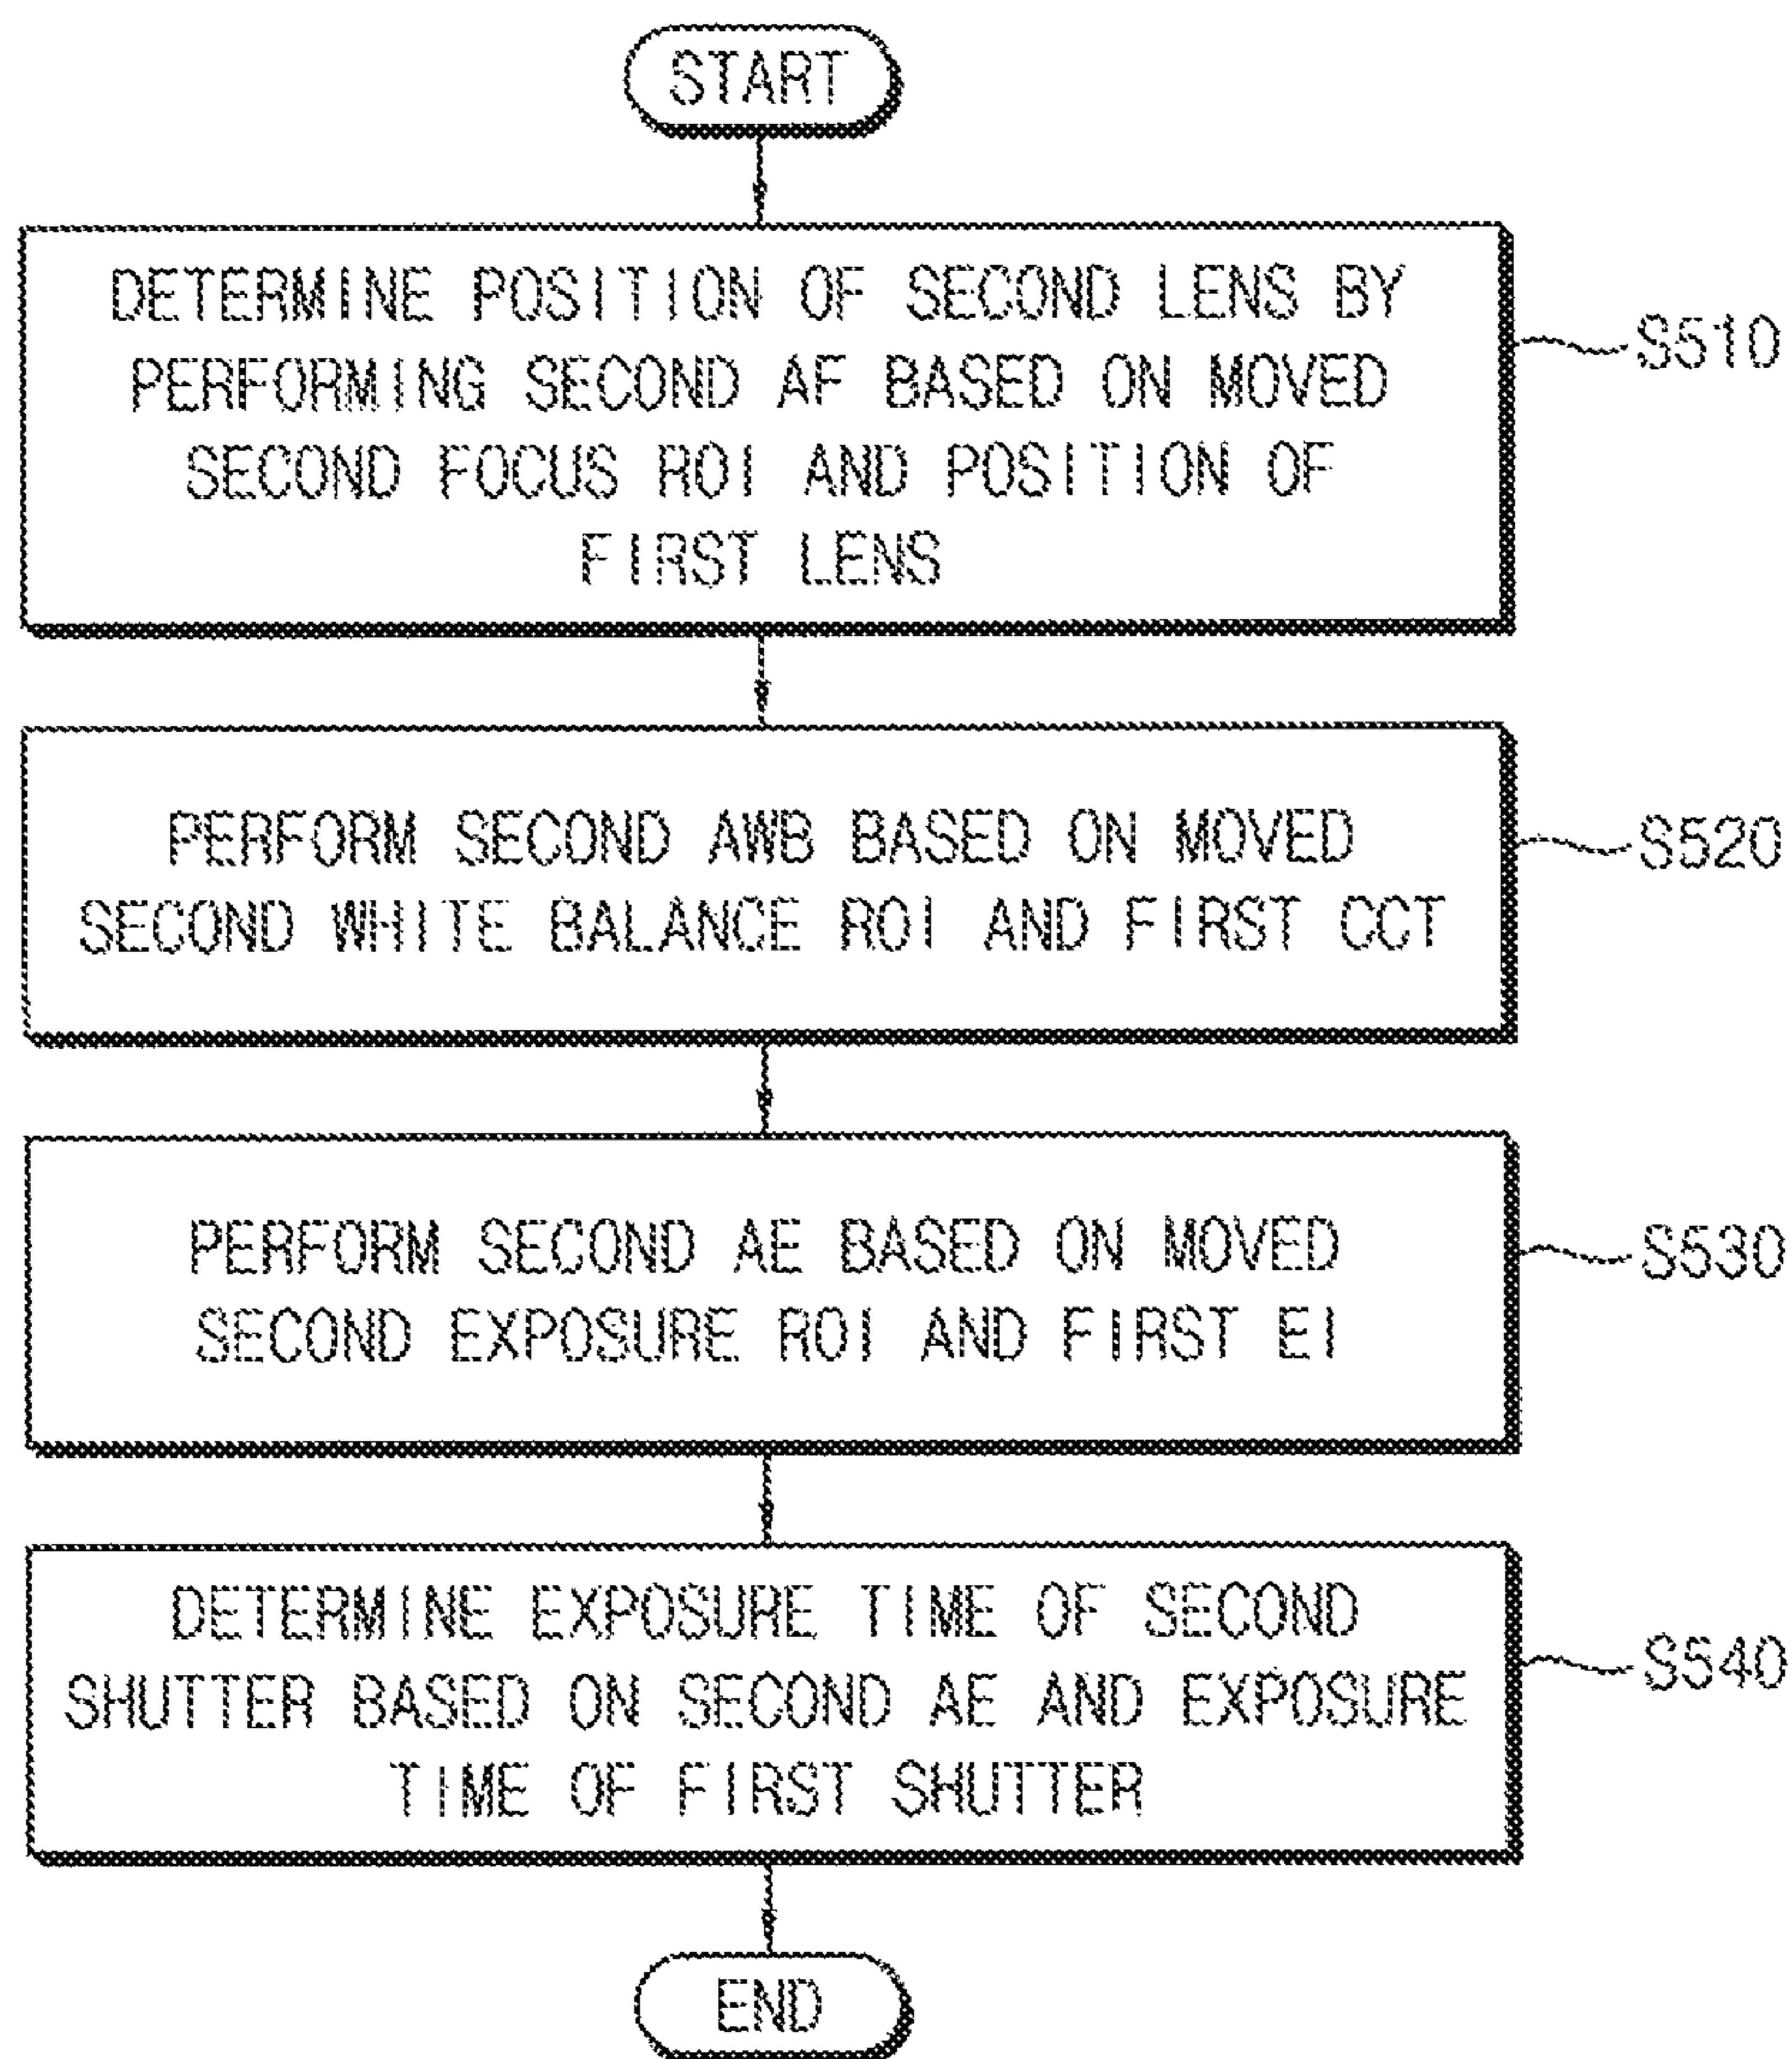 START
DETERMINE POSITION OF SECOND LENS BY
PERFORMING SECOND AF BASED ON MOVED
SECOND FOCUS ROI AND POSITION OF
FIRST LENS
S510
PERFORM SECOND AWB BASED ON MOVED
SECOND WHITE BALANCE ROI AND FIRST CCT
S520
PERFORM SECOND AE BASED ON MOVED
SECOND EXPOSURE ROI AND FIRST EI
S530
DETERMINE EXPOSURE TIME OF SECOND
SHUTTER BASED ON SECOND AE AND EXPOSURE
TIME OF FIRST SHUTTER
S540
END